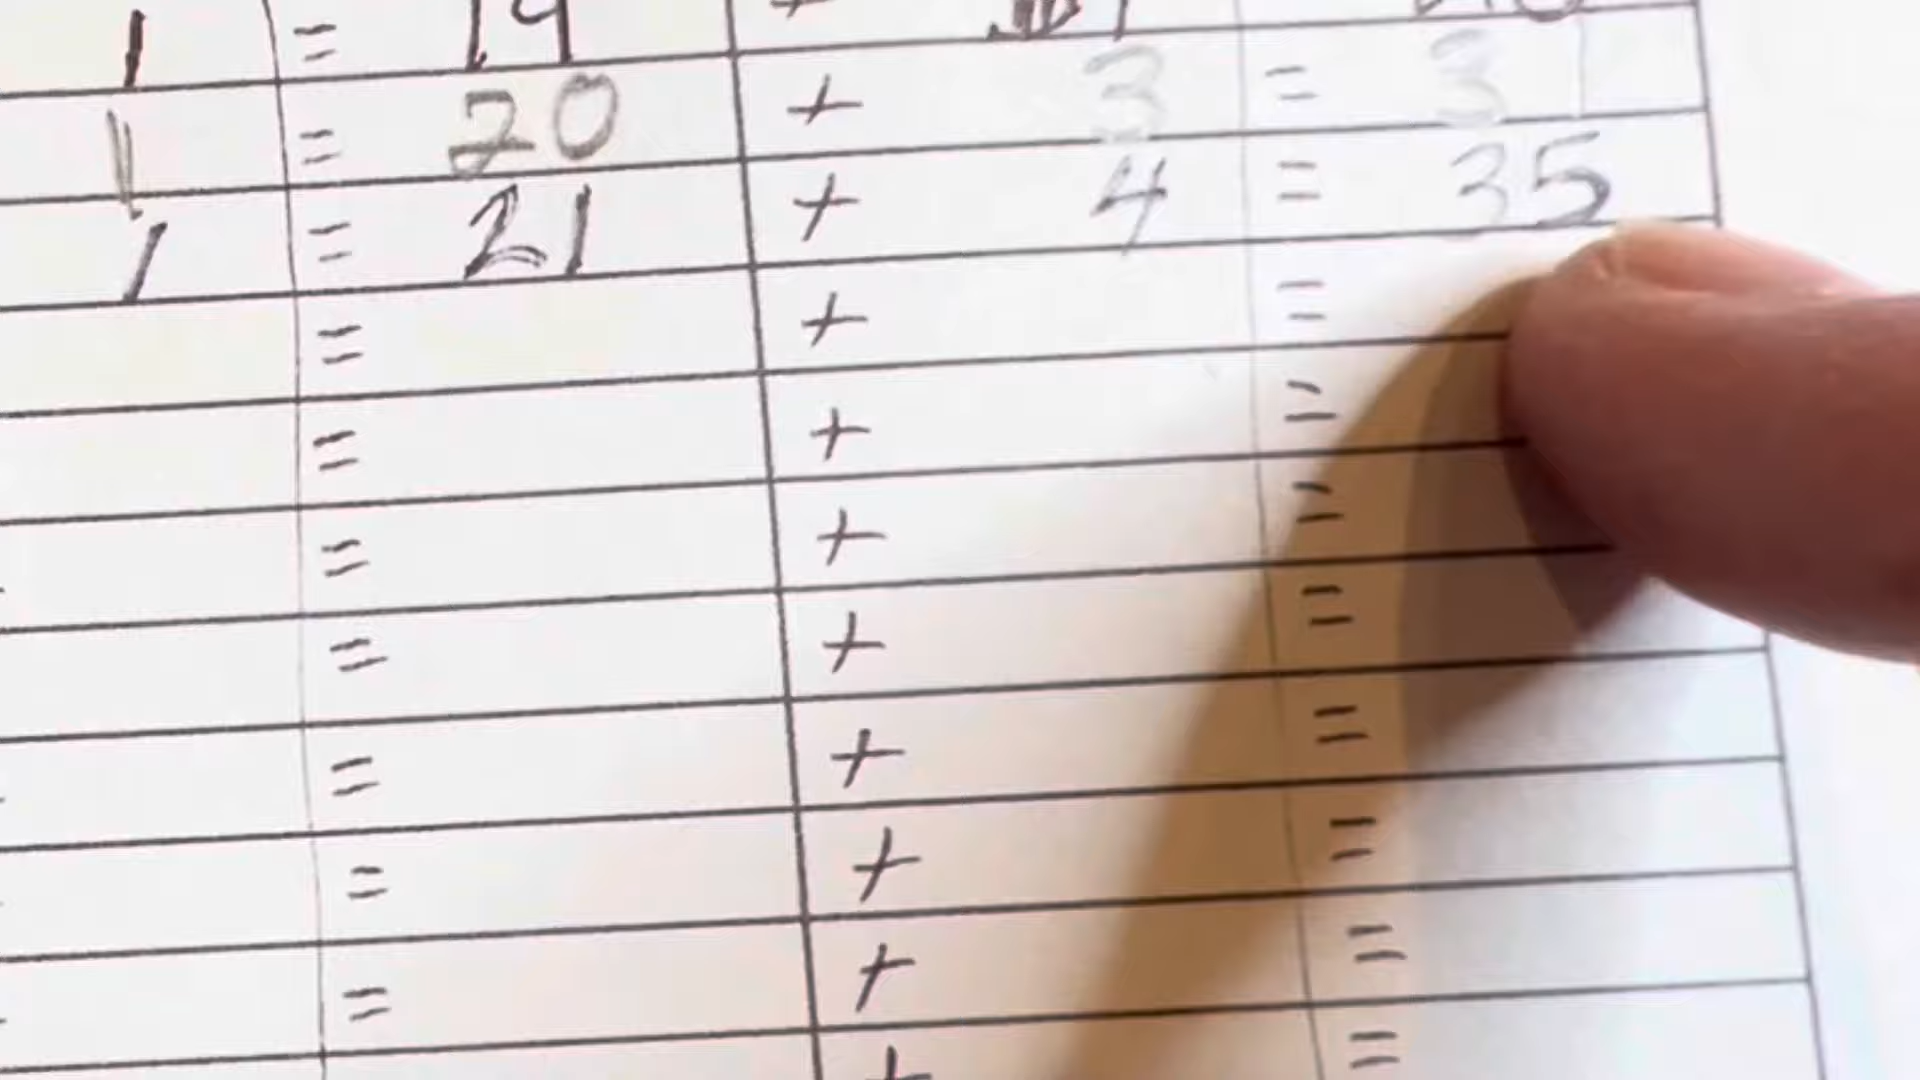 1 = 19 +
1 = 20 + 3 = 3
1 = 21 + 4 = 35
= + =
= + =
= + =
= + =
= + =
= + =
= + =
+ =